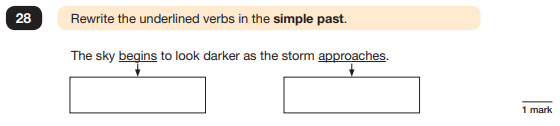 28
Rewrite the underlined verbs in the simple past.
The sky begins to look darker as the storm approaches.
1 mark